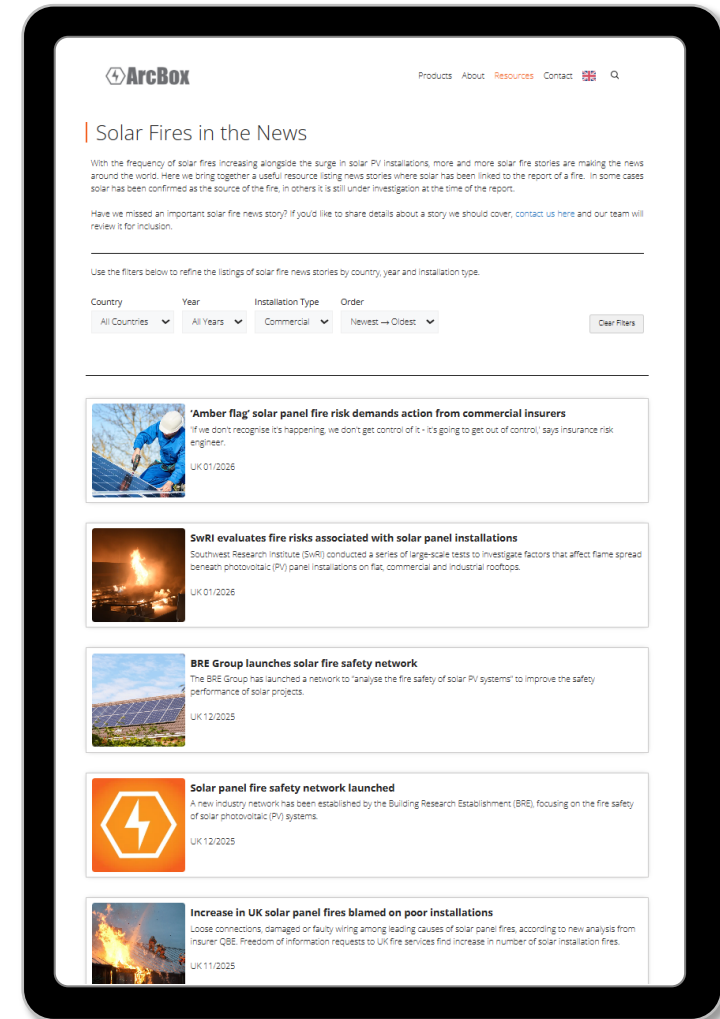 ArcBox
Products About Resources Contact
Solar Fires in the News
With the frequency of solar fires increasing alongside the surge in solar PV installations, more and more solar fire stories are making the news
around the world. Here we bring together a useful resource listing news stories where solar has been linked to the report of a fire. In some cases
solar has been confirmed as the source of the fire, in others it is still under investigation at the time of the report.
Have we missed an important solar fire news story? If you'd like to share details about a story we should cover, contact us here and our team will
review it for inclusion.
Use the filters below to refine the listings of solar fire news stories by country, year and installation type.
Country Year Installation Type Order
All Countries All Years Commercial Newest → Oldest Clear Filters
'Amber flag' solar panel fire risk demands action from commercial insurers
'If we don't recognise it's happening, we don't get control of it - it's going to get out of control,' says insurance risk
engineer.
UK 01/2026
SwRI evaluates fire risks associated with solar panel installations
Southwest Research Institute (SwRI) conducted a series of large-scale tests to investigate factors that affect flame spread
beneath photovoltaic (PV) panel installations on flat, commercial and industrial rooftops.
UK 01/2026
BRE Group launches solar fire safety network
The BRE Group has launched a network to "analyse the fire safety of solar PV systems" to improve the safety
performance of solar projects.
UK 12/2025
Solar panel fire safety network launched
A new industry network has been established by the Building Research Establishment (BRE), focusing on the fire safety
of solar photovoltaic (PV) systems.
UK 12/2025
Increase in UK solar panel fires blamed on poor installations
Loose connections, damaged or faulty wiring among leading causes of solar panel fires, according to new analysis from
insurer QBE. Freedom of information requests to UK fire services find increase in number of solar installation fires.
UK 11/2025